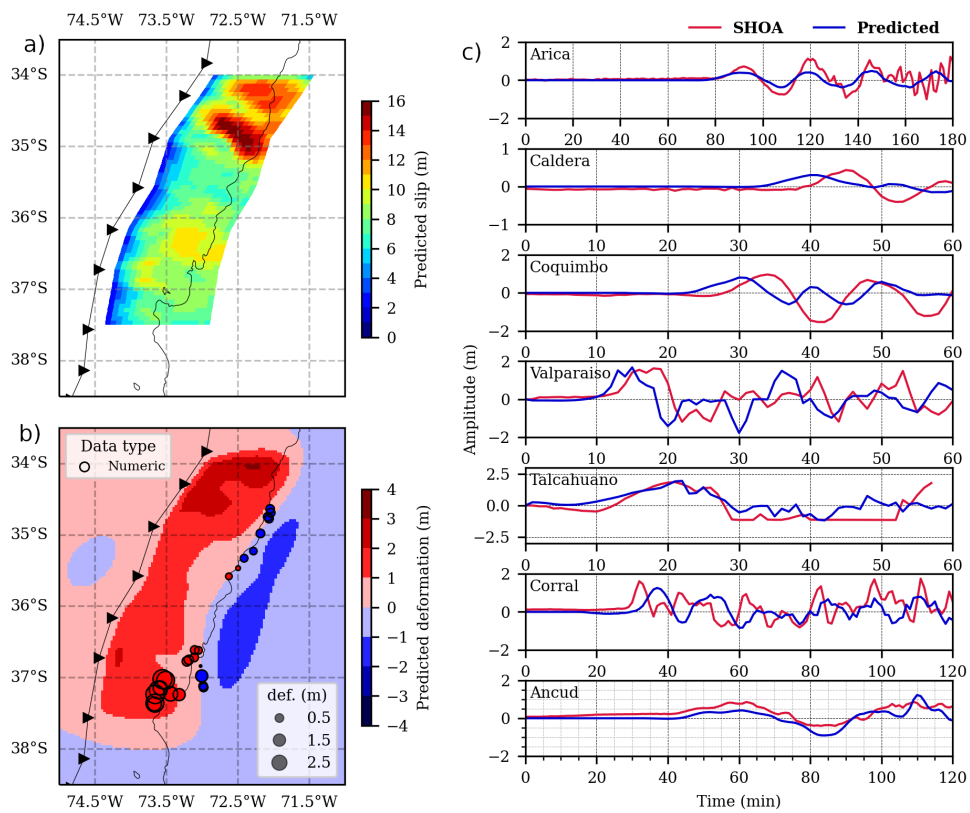 74.5°W 73.5°W 72.5°W 71.5°W
a)
34°S
35°S
36°S
37°S
38°S
16
14
12
10
8
6
4
2
0
Predicted slip (m)
b)
Data type
Numeric
34°S
35°S
36°S
37°S
38°S
def. (m)
0.5
1.5
2.5
74.5°W 73.5°W 72.5°W 71.5°W
4
3
2
1
0
−1
−2
−3
−4
Predicted deformation (m)
c)
SHOA Predicted
Arica
2
0
−2
0 20 40 60 80 100 120 140 160 180
Caldera
1
0
−1
0 10 20 30 40 50 60
Coquimbo
2
0
−2
0 10 20 30 40 50 60
Valparaiso
2
0
−2
0 10 20 30 40 50 60
Talcahuano
2.5
0.0
−2.5
0 10 20 30 40 50 60
Corral
2
0
−2
0 20 40 60 80 100 120
Ancud
2
0
−2
0 20 40 60 80 100 120
Amplitude (m)
Time (min)